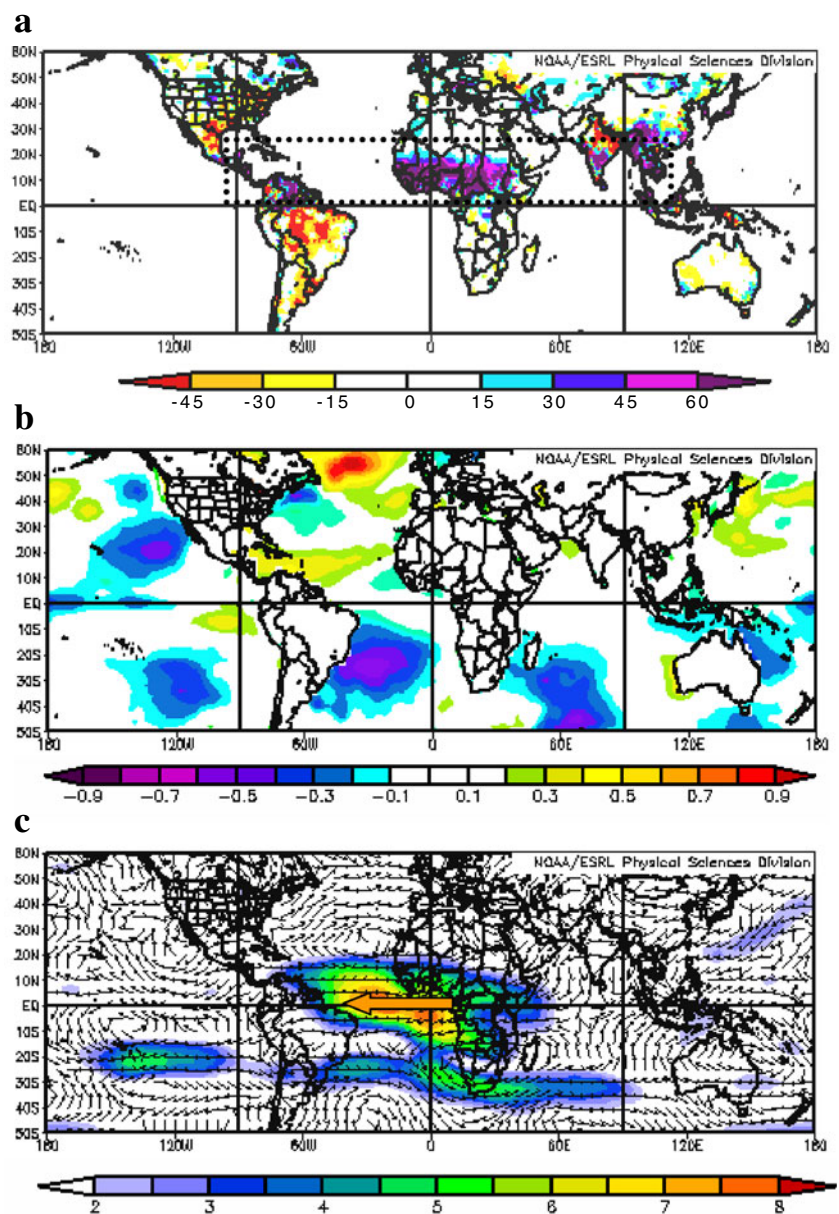 a
NOAA/ESRL Physical Sciences Division
60N
50N
40N
30N
20N
10N
EQ
10S
20S
30S
40S
50S
180 120W 60W 0 60E 120E 180
-45 -30 -15 0 15 30 45 60
b
NOAA/ESRL Physical Sciences Division
60N
50N
40N
30N
20N
10N
EQ
10S
20S
30S
40S
50S
180 120W 60W 0 60E 120E 180
-0.9 -0.7 -0.5 -0.3 -0.1 0.1 0.3 0.5 0.7 0.9
c
NOAA/ESRL Physical Sciences Division
60N
50N
40N
30N
20N
10N
EQ
10S
20S
30S
40S
50S
180 120W 60W 0 60E 120E 180
2 3 4 5 6 7 8